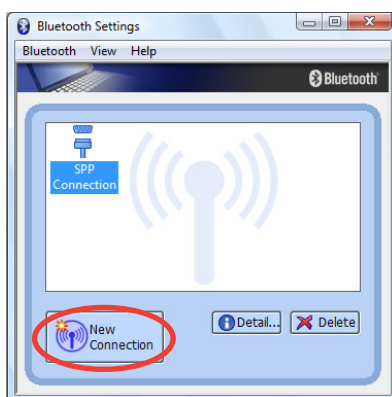 Bluetooth Settings
Bluetooth View Help
Bluetooth
SPP
Connection
New
Connection
Detail...
Delete